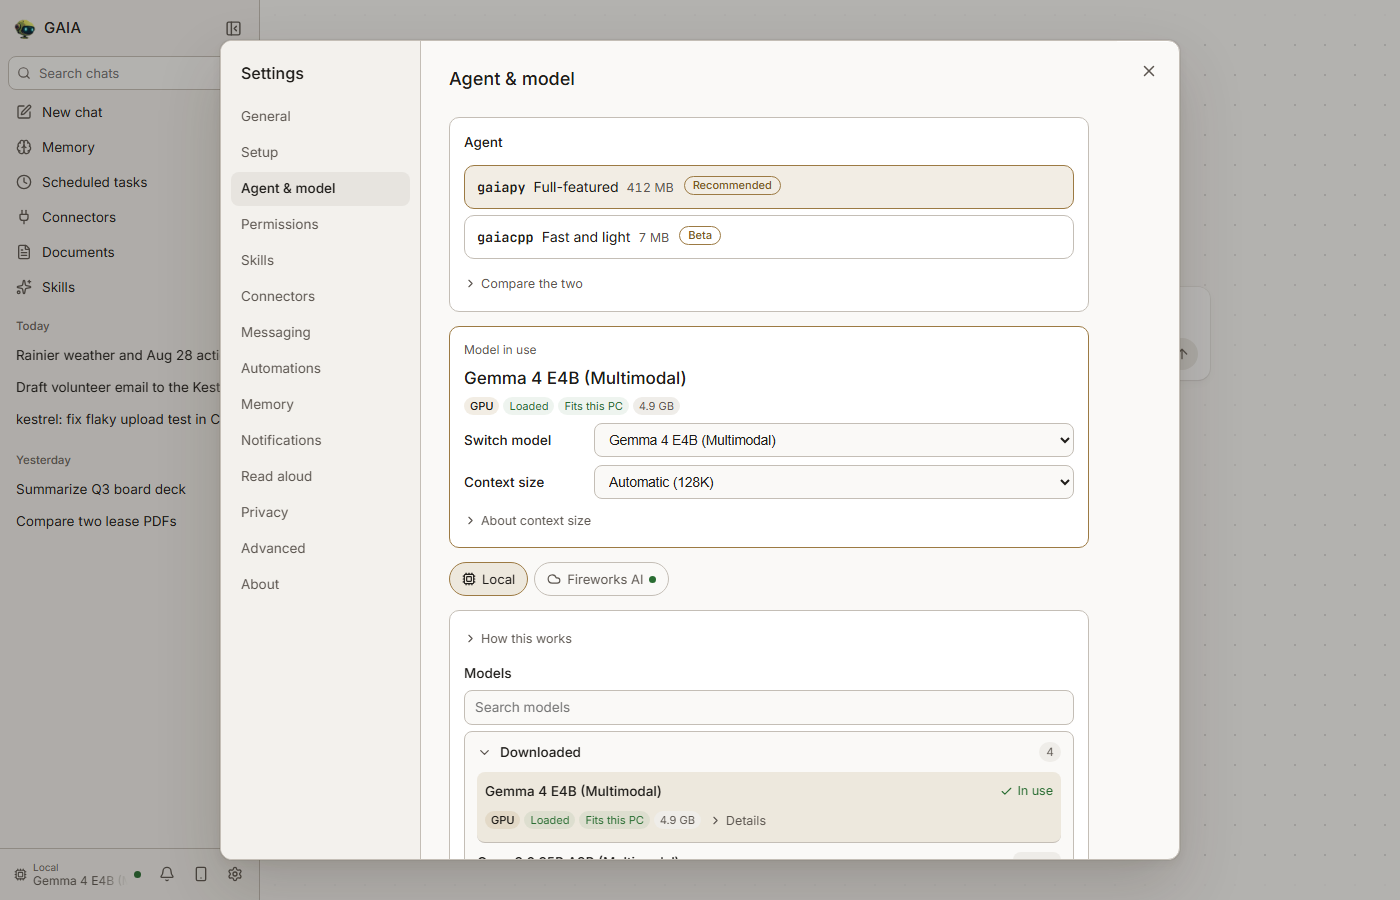 GAIA
Search chats
New chat
Memory
Scheduled tasks
Connectors
Documents
Skills
Today
Rainier weather and Aug 28 acti
Draft volunteer email to the Kest
kestrel: fix flaky upload test in C
Yesterday
Summarize Q3 board deck
Compare two lease PDFs
Local
Gemma 4 E4B
Settings
General
Setup
Agent & model
Permissions
Skills
Connectors
Messaging
Automations
Memory
Notifications
Read aloud
Privacy
Advanced
About
Agent & model
Agent
gaiapy Full-featured 412 MB Recommended
gaiacpp Fast and light 7 MB Beta
Compare the two
Model in use
Gemma 4 E4B (Multimodal)
GPU Loaded Fits this PC 4.9 GB
Switch model Gemma 4 E4B (Multimodal)
Context size Automatic (128K)
About context size
Local Fireworks AI
How this works
Models
Search models
Downloaded 4
Gemma 4 E4B (Multimodal) In use
GPU Loaded Fits this PC 4.9 GB Details